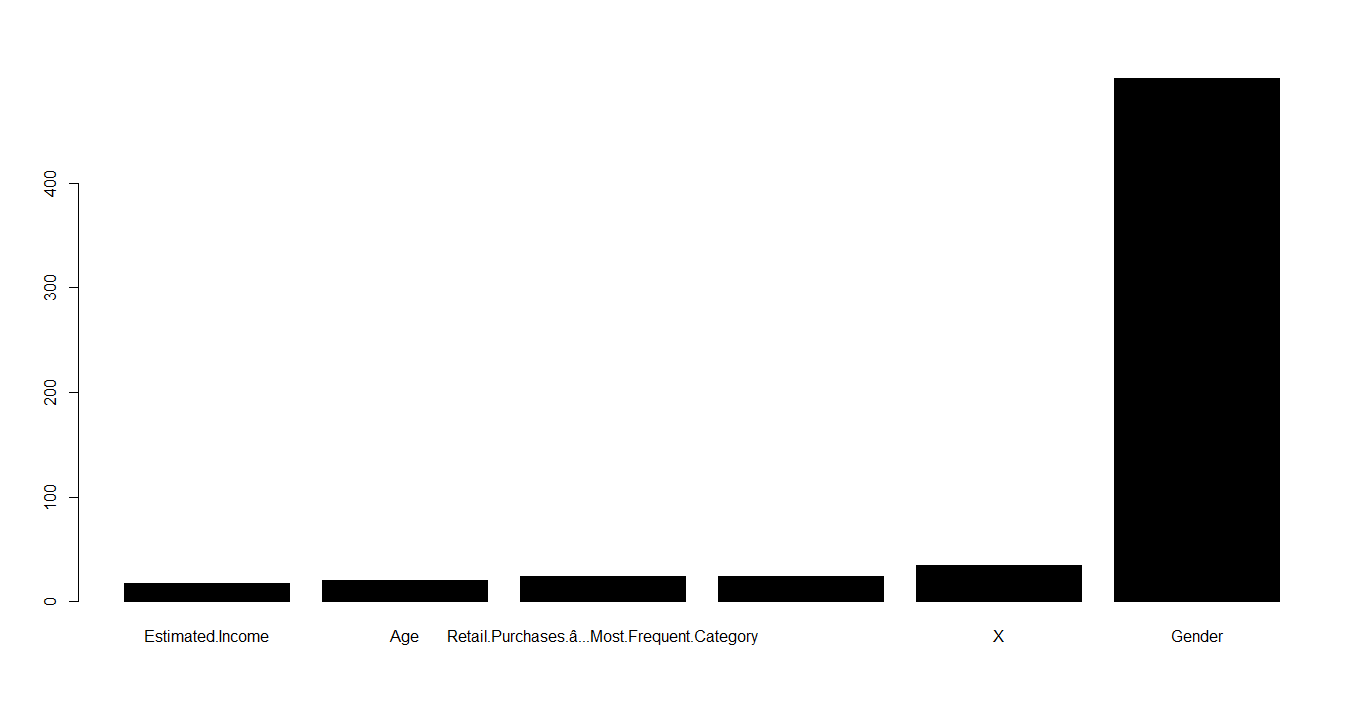 400
300
200
100
0
Estimated.Income
Age
Retail.Purchases.â...Most.Frequent.Category
X
Gender